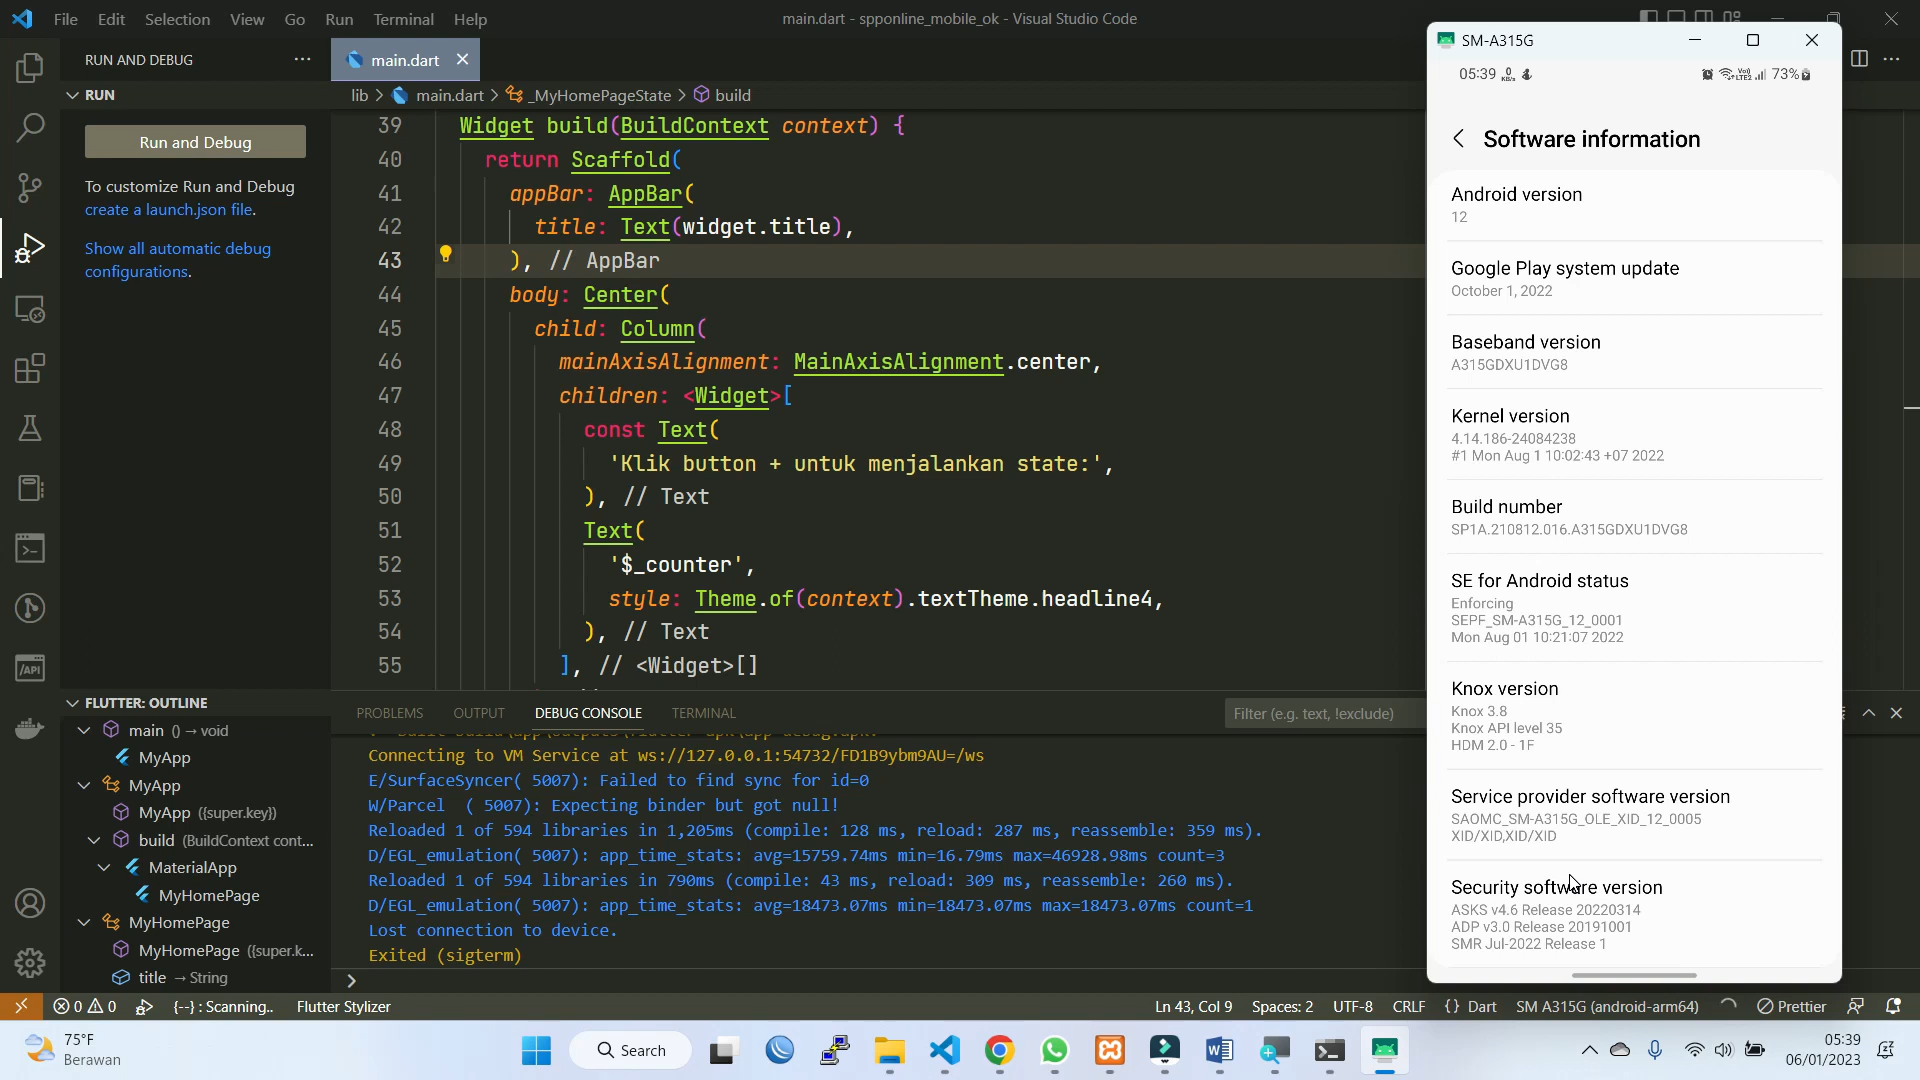 File Edit Selection View Go Run Terminal Help
main.dart - spponline_mobile_ok - Visual Studio Code
RUN AND DEBUG
main.dart
RUN
lib > main.dart > _MyHomePageState > build
Run and Debug
To customize Run and Debug
create a launch.json file.
Show all automatic debug
configurations.
39 Widget build(BuildContext context) {
40 return Scaffold(
41 appBar: AppBar(
42 title: Text(widget.title),
43 ), // AppBar
44 body: Center(
45 child: Column(
46 mainAxisAlignment: MainAxisAlignment.center,
47 children: <Widget>[
48 const Text(
49 'Klik button + untuk menjalankan state:',
50 ), // Text
51 Text(
52 '$_counter',
53 style: Theme.of(context).textTheme.headline4,
54 ), // Text
55 ], // <Widget>[]
FLUTTER: OUTLINE
main () → void
MyApp
MyApp
MyApp ({super.key})
build (BuildContext cont...
MaterialApp
MyHomePage
MyHomePage
MyHomePage ({super.k...
title → String
PROBLEMS OUTPUT DEBUG CONSOLE TERMINAL
Filter (e.g. text, !exclude)
Connecting to VM Service at ws://127.0.0.1:54732/FD1B9ybm9AU=/ws
E/SurfaceSyncer( 5007): Failed to find sync for id=0
W/Parcel ( 5007): Expecting binder but got null!
Reloaded 1 of 594 libraries in 1,205ms (compile: 128 ms, reload: 287 ms, reassemble: 359 ms).
D/EGL_emulation( 5007): app_time_stats: avg=15759.74ms min=16.79ms max=46928.98ms count=3
Reloaded 1 of 594 libraries in 790ms (compile: 43 ms, reload: 309 ms, reassemble: 260 ms).
D/EGL_emulation( 5007): app_time_stats: avg=18473.07ms min=18473.07ms max=18473.07ms count=1
Lost connection to device.
Exited (sigterm)
SM-A315G
05:39 0 KB/s 73%
Software information
Android version
12
Google Play system update
October 1, 2022
Baseband version
A315GDXU1DVG8
Kernel version
4.14.186-24084238
#1 Mon Aug 1 10:02:43 +07 2022
Build number
SP1A.210812.016.A315GDXU1DVG8
SE for Android status
Enforcing
SEPF_SM-A315G_12_0001
Mon Aug 01 10:21:07 2022
Knox version
Knox 3.8
Knox API level 35
HDM 2.0 - 1F
Service provider software version
SAOMC_SM-A315G_OLE_XID_12_0005
XID/XID,XID/XID
Security software version
ASKS v4.6 Release 20220314
ADP v3.0 Release 20191001
SMR Jul-2022 Release 1
0 0 {--} : Scanning.. Flutter Stylizer
Ln 43, Col 9 Spaces: 2 UTF-8 CRLF {} Dart SM A315G (android-arm64) Prettier
75°F
Berawan
Search
05:39
06/01/2023